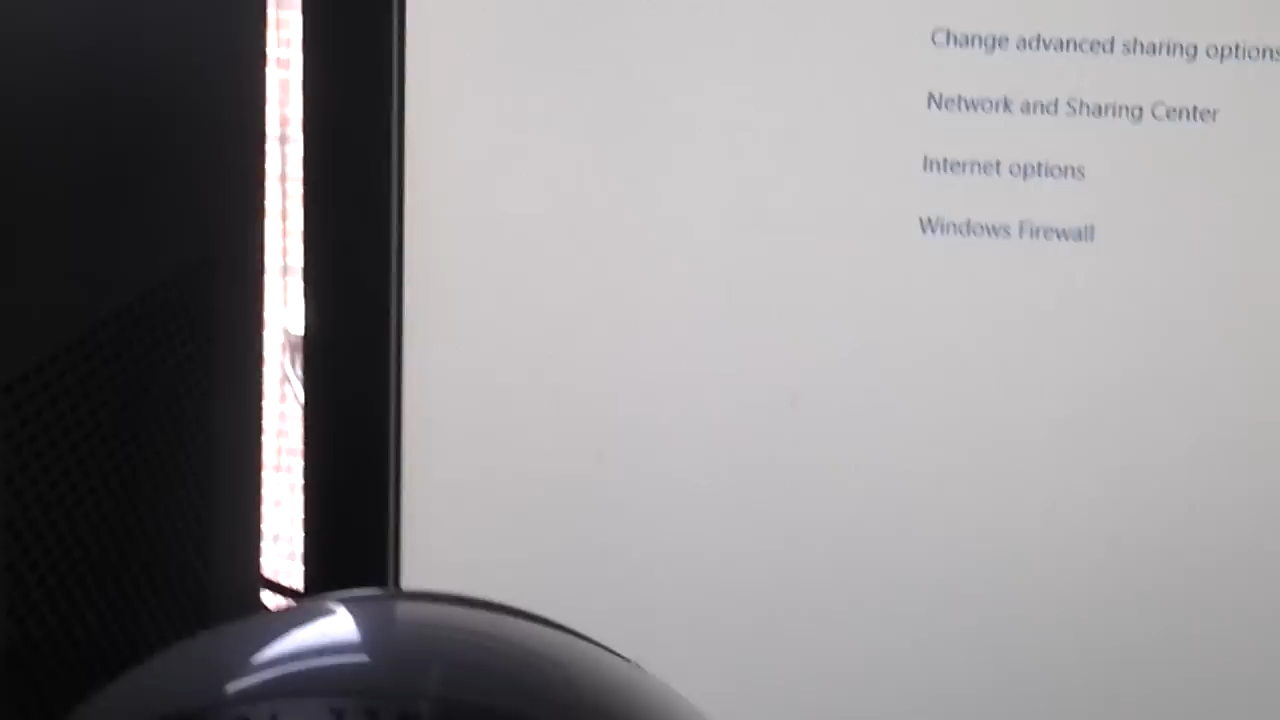 Change advanced sharing options
Network and Sharing Center
Internet options
Windows Firewall